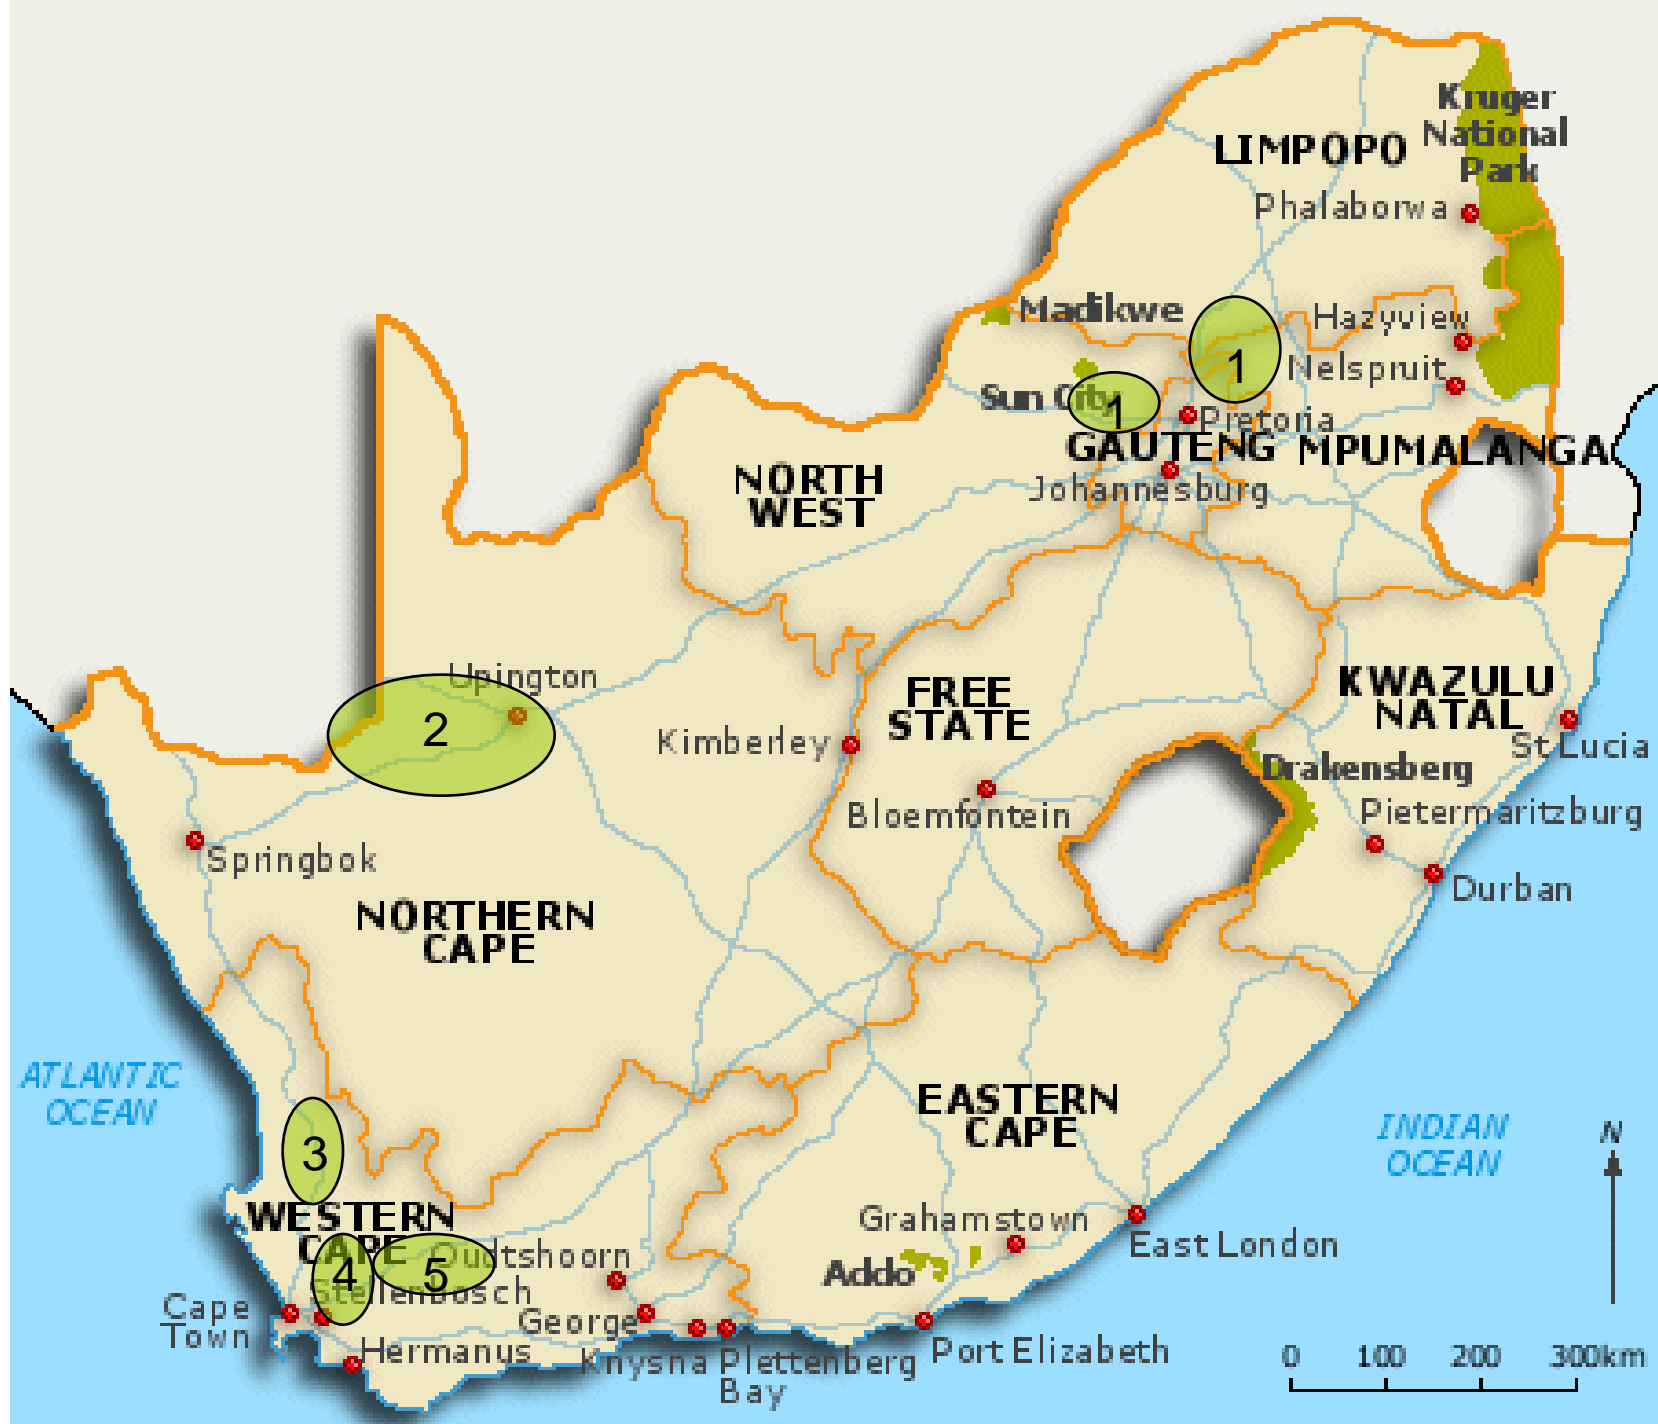 Kruger
National
Park
LIMPOPO
Phalaborwa
Madikwe
Hazyview
1
Nelspruit
Sun City
1
Pretoria
GAUTENG
MPUMALANGA
Johannesburg
NORTH
WEST
Upington
2
Kimberley
FREE
STATE
KWAZULU
NATAL
St Lucia
Drakensberg
Bloemfontein
Pietermaritzburg
Springbok
Durban
NORTHERN
CAPE
ATLANTIC
OCEAN
EASTERN
CAPE
INDIAN
OCEAN
N
3
WESTERN
CAPE
Oudtshoorn
4
5
Stellenbosch
Grahamstown
Addo
East London
Cape
Town
George
Hermanus
Knysna
Plettenberg
Bay
Port Elizabeth
0 100 200 300km